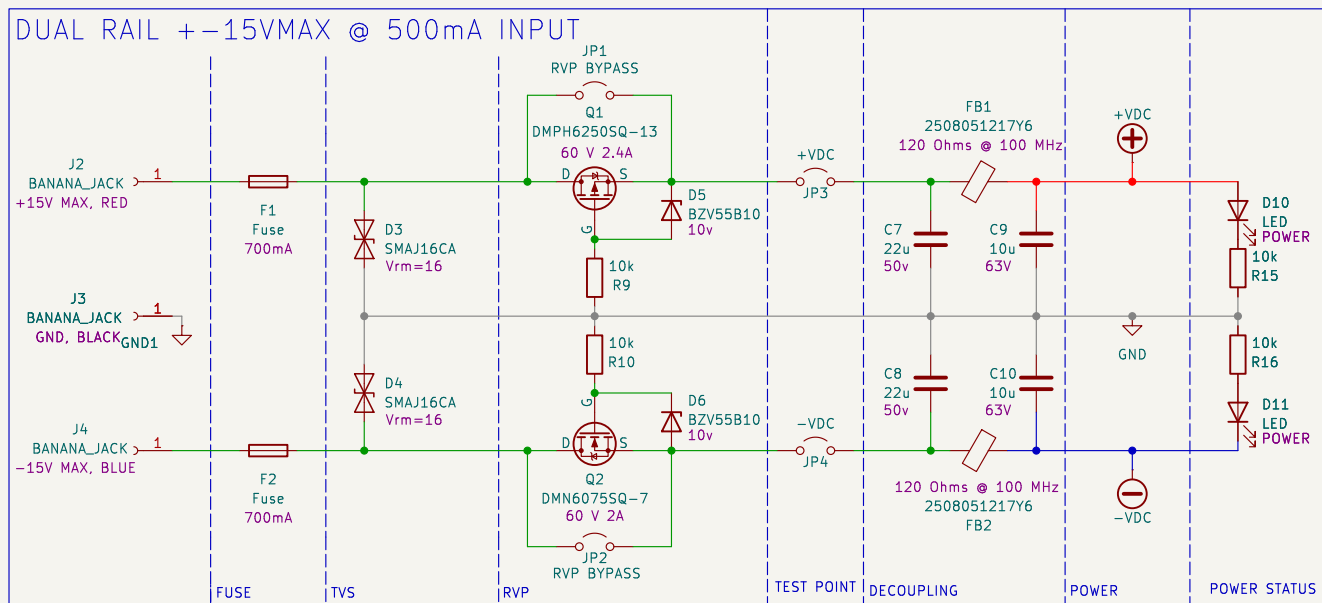 DUAL RAIL +-15VMAX @ 500mA INPUT
JP1
RVP BYPASS
Q1
DMPH6250SQ-13
60 V 2.4A
D
S
G
FB1
2508051217Y6
120 Ohms @ 100 MHz
+VDC
J2
BANANA_JACK
+15V MAX, RED
1
F1
Fuse
700mA
D3
SMAJ16CA
Vrm=16
D5
BZV55B10
10v
10k
R9
+VDC
JP3
C7
22u
50v
C9
10u
63V
D10
LED
POWER
10k
R15
J3
BANANA_JACK
GND, BLACK
1
GND1
GND
10k
R10
10k
R16
D4
SMAJ16CA
Vrm=16
D6
BZV55B10
10v
C8
22u
50v
C10
10u
63V
D11
LED
POWER
J4
BANANA_JACK
-15V MAX, BLUE
1
F2
Fuse
700mA
G
D
S
Q2
DMN6075SQ-7
60 V 2A
JP2
RVP BYPASS
-VDC
JP4
120 Ohms @ 100 MHz
2508051217Y6
FB2
-VDC
FUSE
TVS
RVP
TEST POINT
DECOUPLING
POWER
POWER STATUS